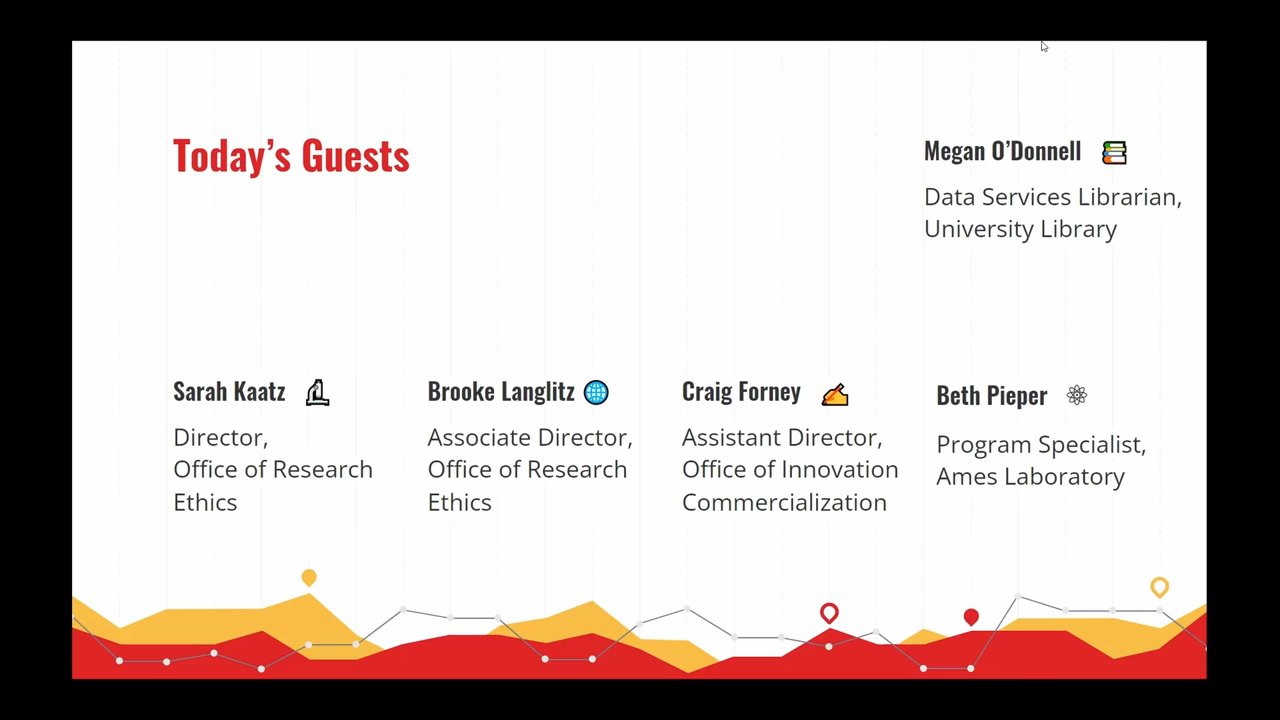 Today’s Guests
Megan O’Donnell
Data Services Librarian,
University Library
Sarah Kaatz
Director,
Office of Research
Ethics
Brooke Langlitz
Associate Director,
Office of Research
Ethics
Craig Forney
Assistant Director,
Office of Innovation
Commercialization
Beth Pieper
Program Specialist,
Ames Laboratory